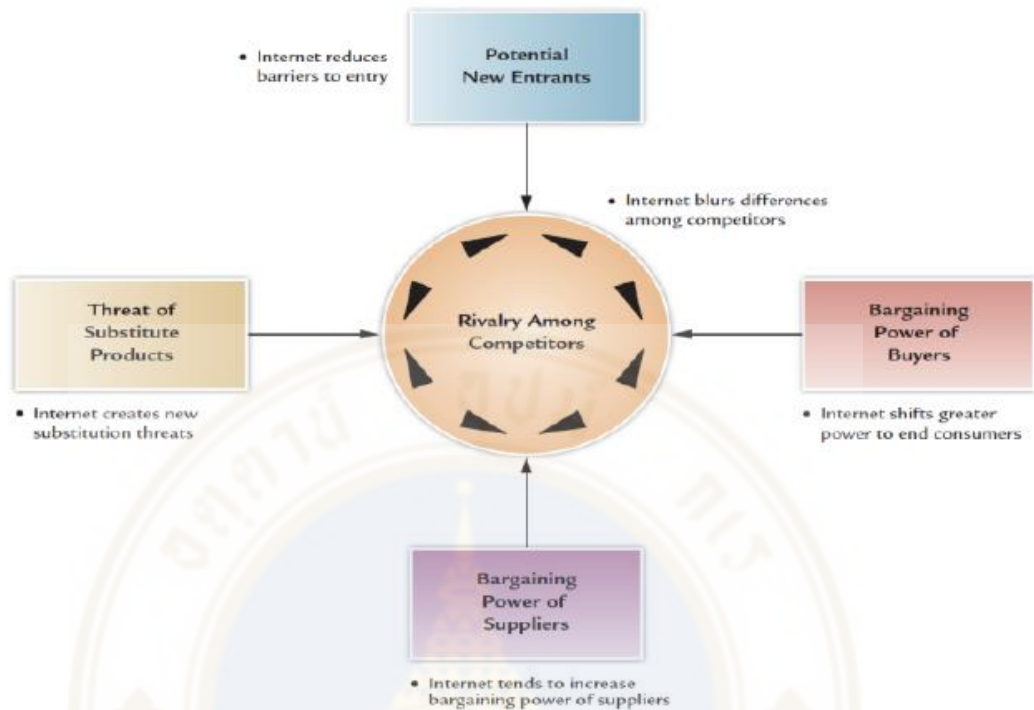 Potential
New Entrants
• Internet reduces
barriers to entry
• Internet blurs differences
among competitors
Threat of
Substitute
Products
Rivalry Among
Competitors
Bargaining
Power of
Buyers
• Internet creates new
substitution threats
• Internet shifts greater
power to end consumers
Bargaining
Power of
Suppliers
• Internet tends to increase
bargaining power of suppliers